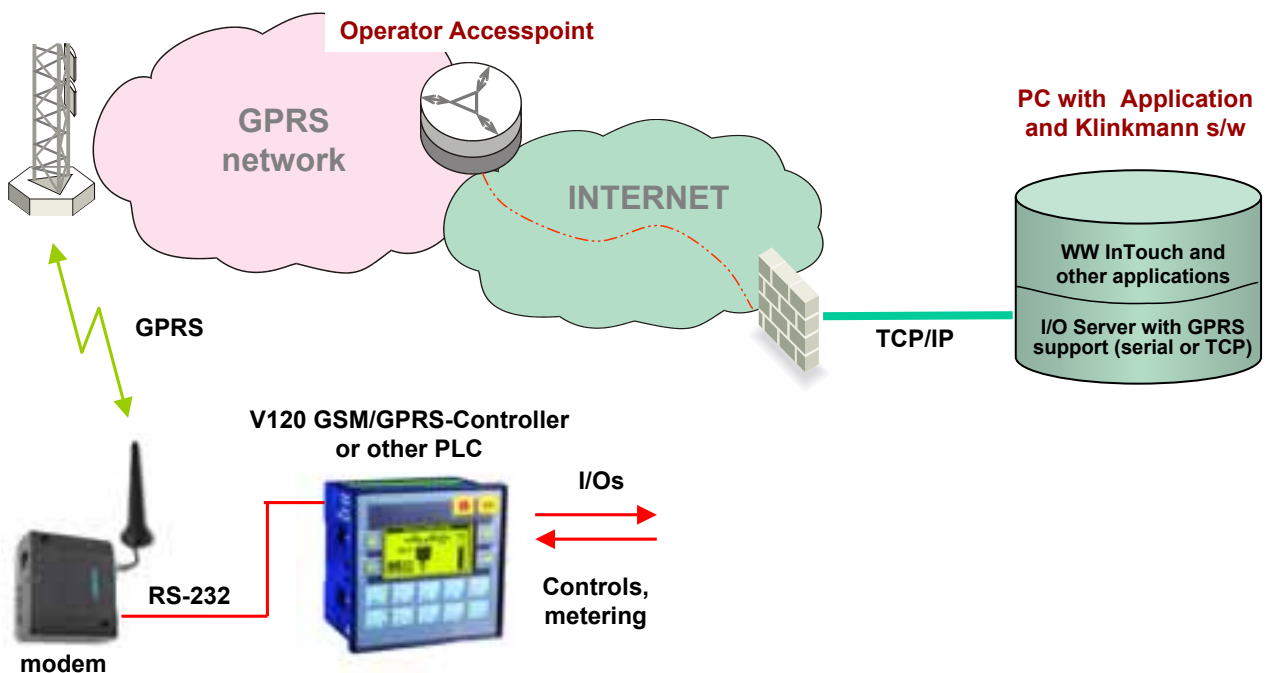 Operator Accesspoint
GPRS
network
INTERNET
PC with Application
and Klinkmann s/w
WW InTouch and
other applications
I/O Server with GPRS
support (serial or TCP)
TCP/IP
GPRS
V120 GSM/GPRS-Controller
or other PLC
I/Os
Controls,
metering
RS-232
modem